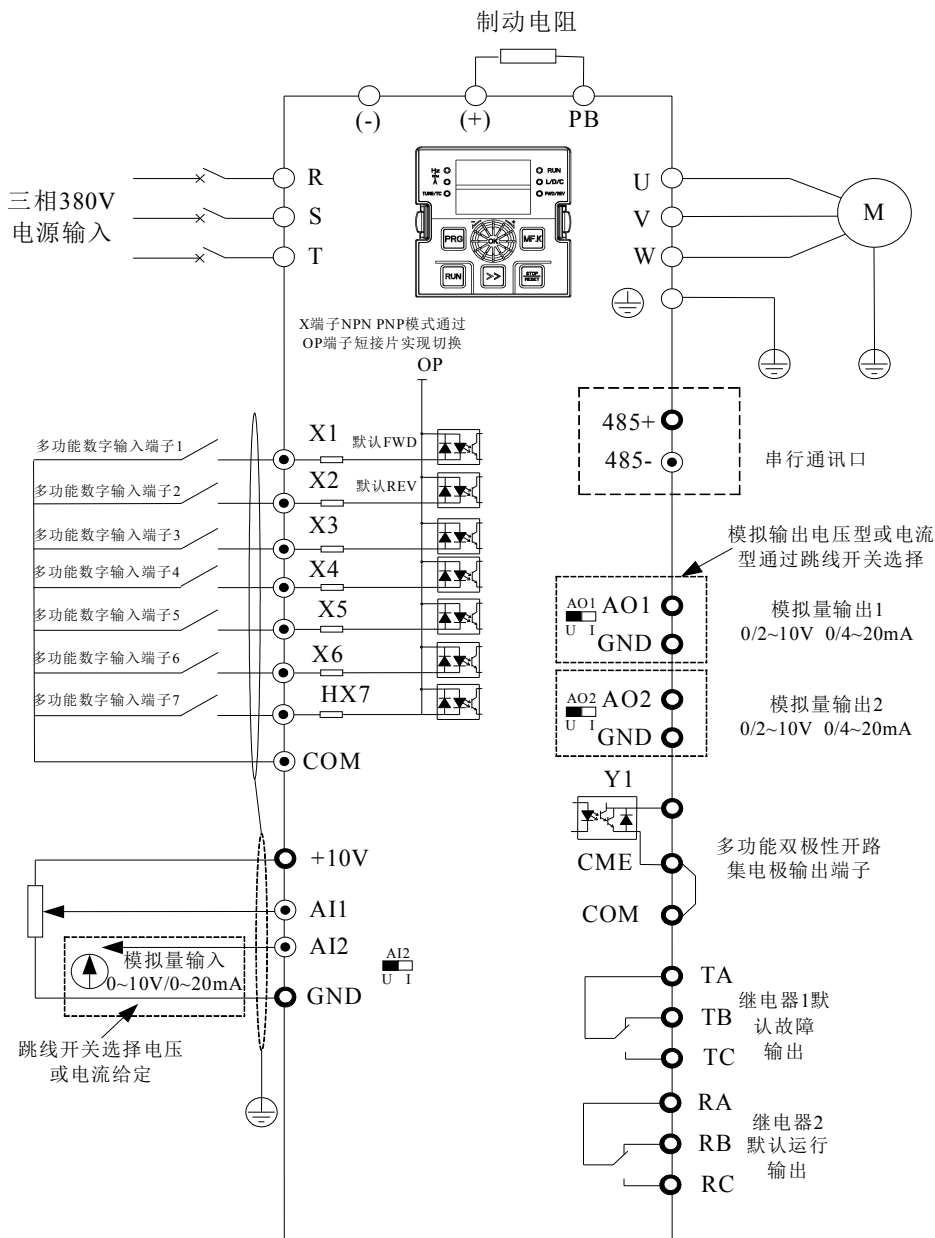 制动电阻
(-)
(+)
PB
三相380V
电源输入
R
S
T
Hz
A
TUNE/TC
RUN
L/D/C
FWD/REV
PRG
OK
MF.K
RUN
>>
STOP
RESET
U
V
W
M
X端子NPN PNP模式通过
OP端子短接片实现切换
OP
多功能数字输入端子1
X1
默认FWD
多功能数字输入端子2
X2
默认REV
多功能数字输入端子3
X3
多功能数字输入端子4
X4
多功能数字输入端子5
X5
多功能数字输入端子6
X6
多功能数字输入端子7
HX7
COM
+10V
AI1
AI2
GND
AI2
U I
模拟量输入
0~10V/0~20mA
跳线开关选择电压
或电流给定
485+
485-
串行通讯口
模拟输出电压型或电流
型通过跳线开关选择
AO1
U I
AO1
GND
模拟量输出1
0/2~10V 0/4~20mA
AO2
U I
AO2
GND
模拟量输出2
0/2~10V 0/4~20mA
Y1
CME
COM
多功能双极性开路
集电极输出端子
TA
TB
TC
继电器1默
认故障
输出
RA
RB
RC
继电器2
默认运行
输出